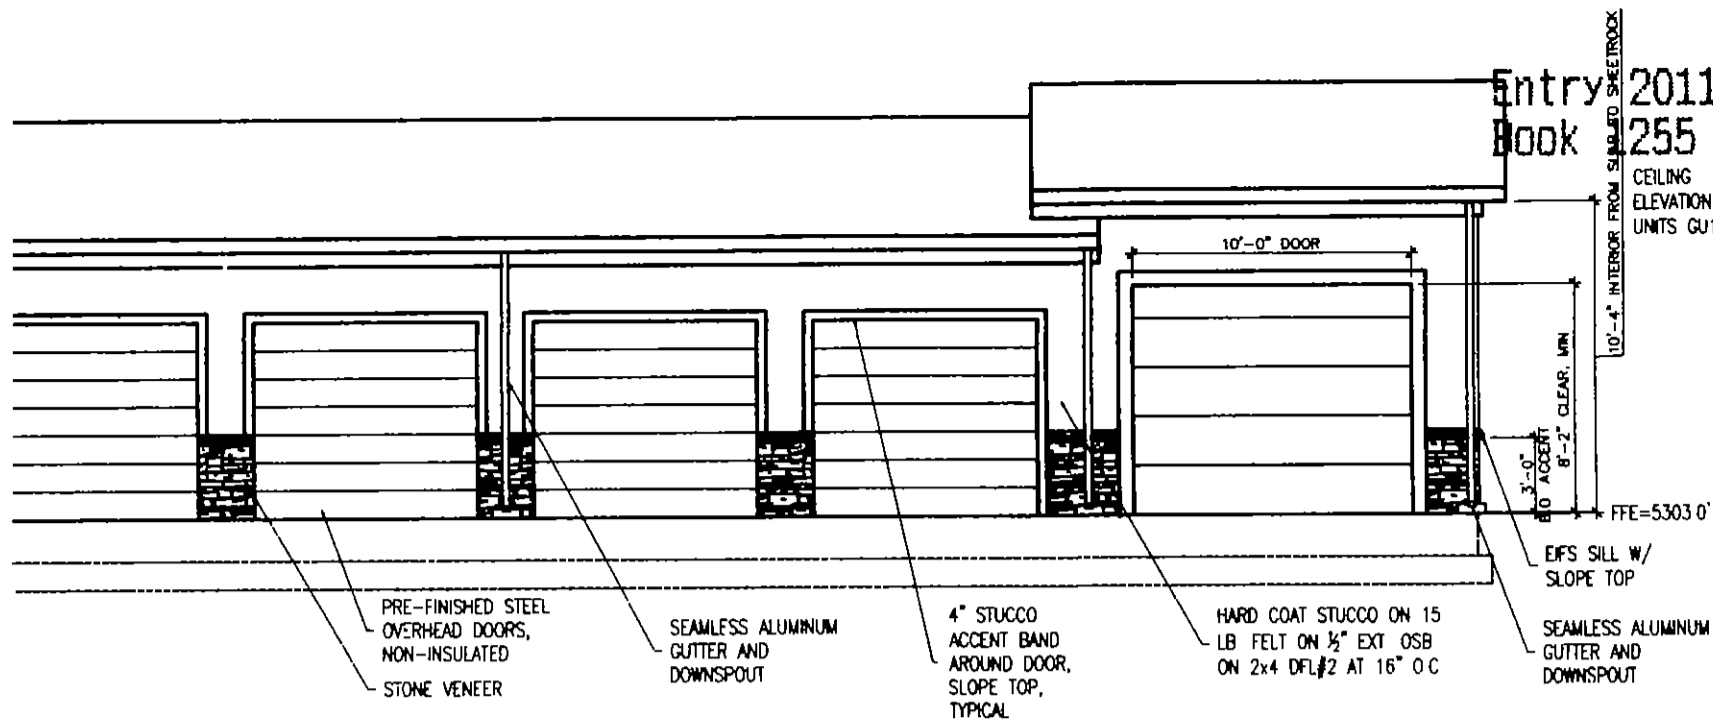 Entry 2011
Book 1255
10'-4" INTERIOR FROM SLAB TO SHEETROCK
CEILING
ELEVATION
UNITS GU1
10'-0" DOOR
8'-2" CLEAR, MIN
3'-0"
ACCENT
FFE=5303 0'
EIFS SILL W/
SLOPE TOP
PRE-FINISHED STEEL
OVERHEAD DOORS,
NON-INSULATED
STONE VENEER
SEAMLESS ALUMINUM
GUTTER AND
DOWNSPOUT
4" STUCCO
ACCENT BAND
AROUND DOOR,
SLOPE TOP,
TYPICAL
HARD COAT STUCCO ON 15
LB FELT ON ½" EXT OSB
ON 2x4 DFL#2 AT 16" O C
SEAMLESS ALUMINUM
GUTTER AND
DOWNSPOUT